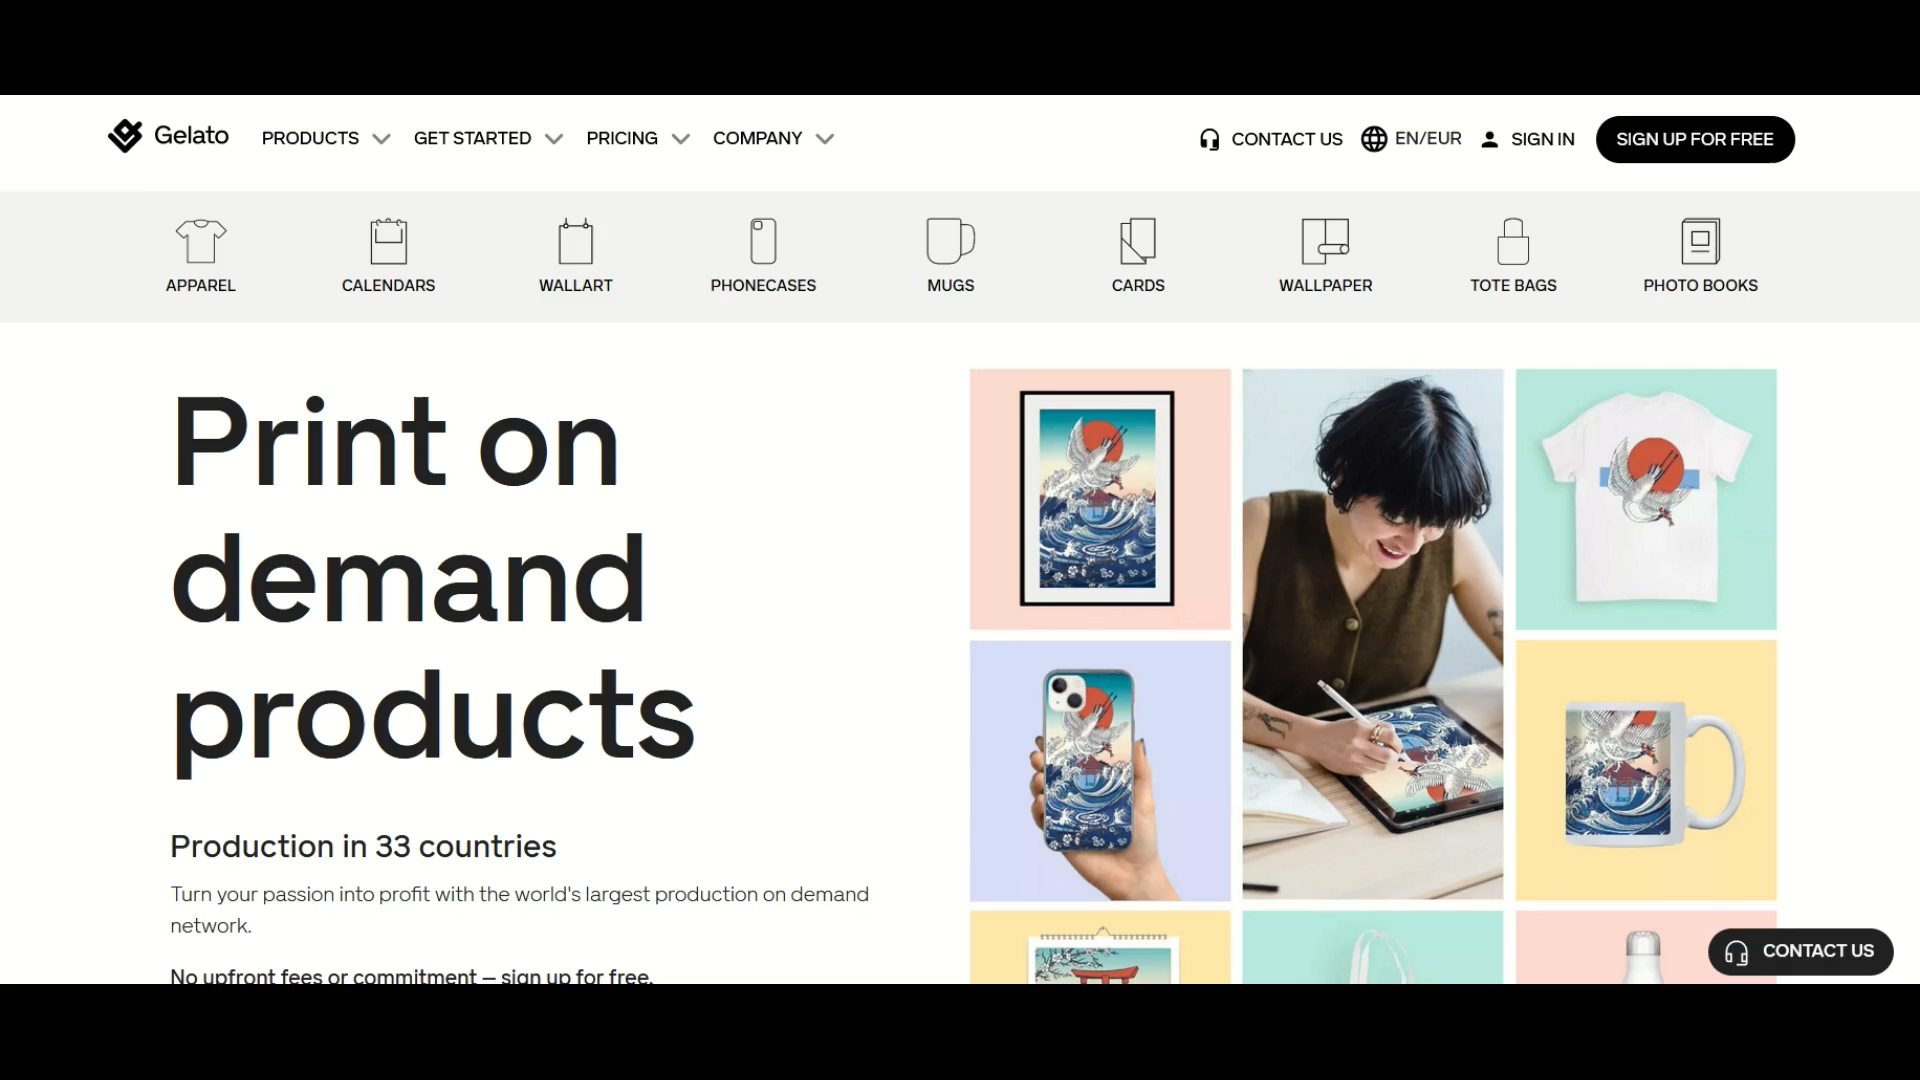 Gelato
PRODUCTS
GET STARTED
PRICING
COMPANY
CONTACT US
EN/EUR
SIGN IN
SIGN UP FOR FREE
APPAREL
CALENDARS
WALLART
PHONECASES
MUGS
CARDS
WALLPAPER
TOTE BAGS
PHOTO BOOKS
Print on
demand
products
Production in 33 countries
Turn your passion into profit with the world's largest production on demand
network.
No upfront fees or commitment – sign up for free.
CONTACT US